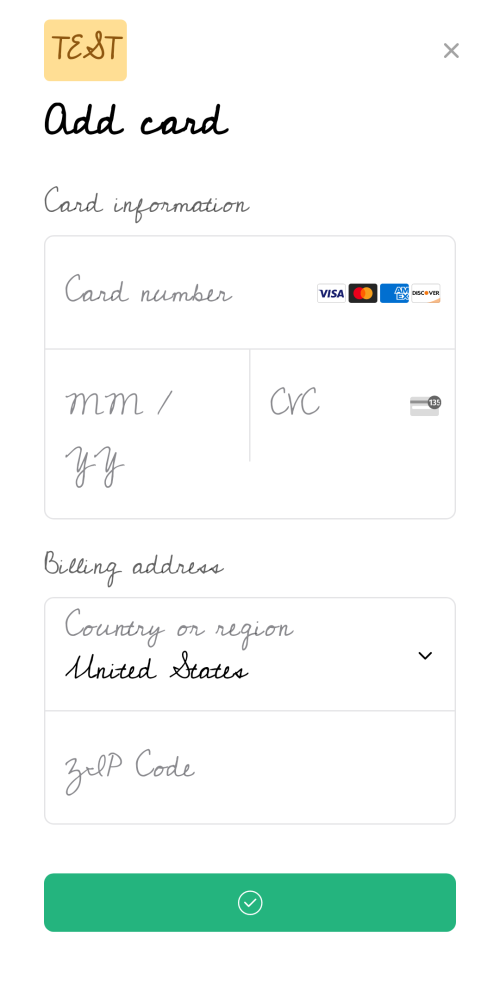 TEST
Add card
Card information
Card number VISA AMEX DISCOVER
MM / YY
CVC 135
Billing address
Country or region
United States
ZIP Code